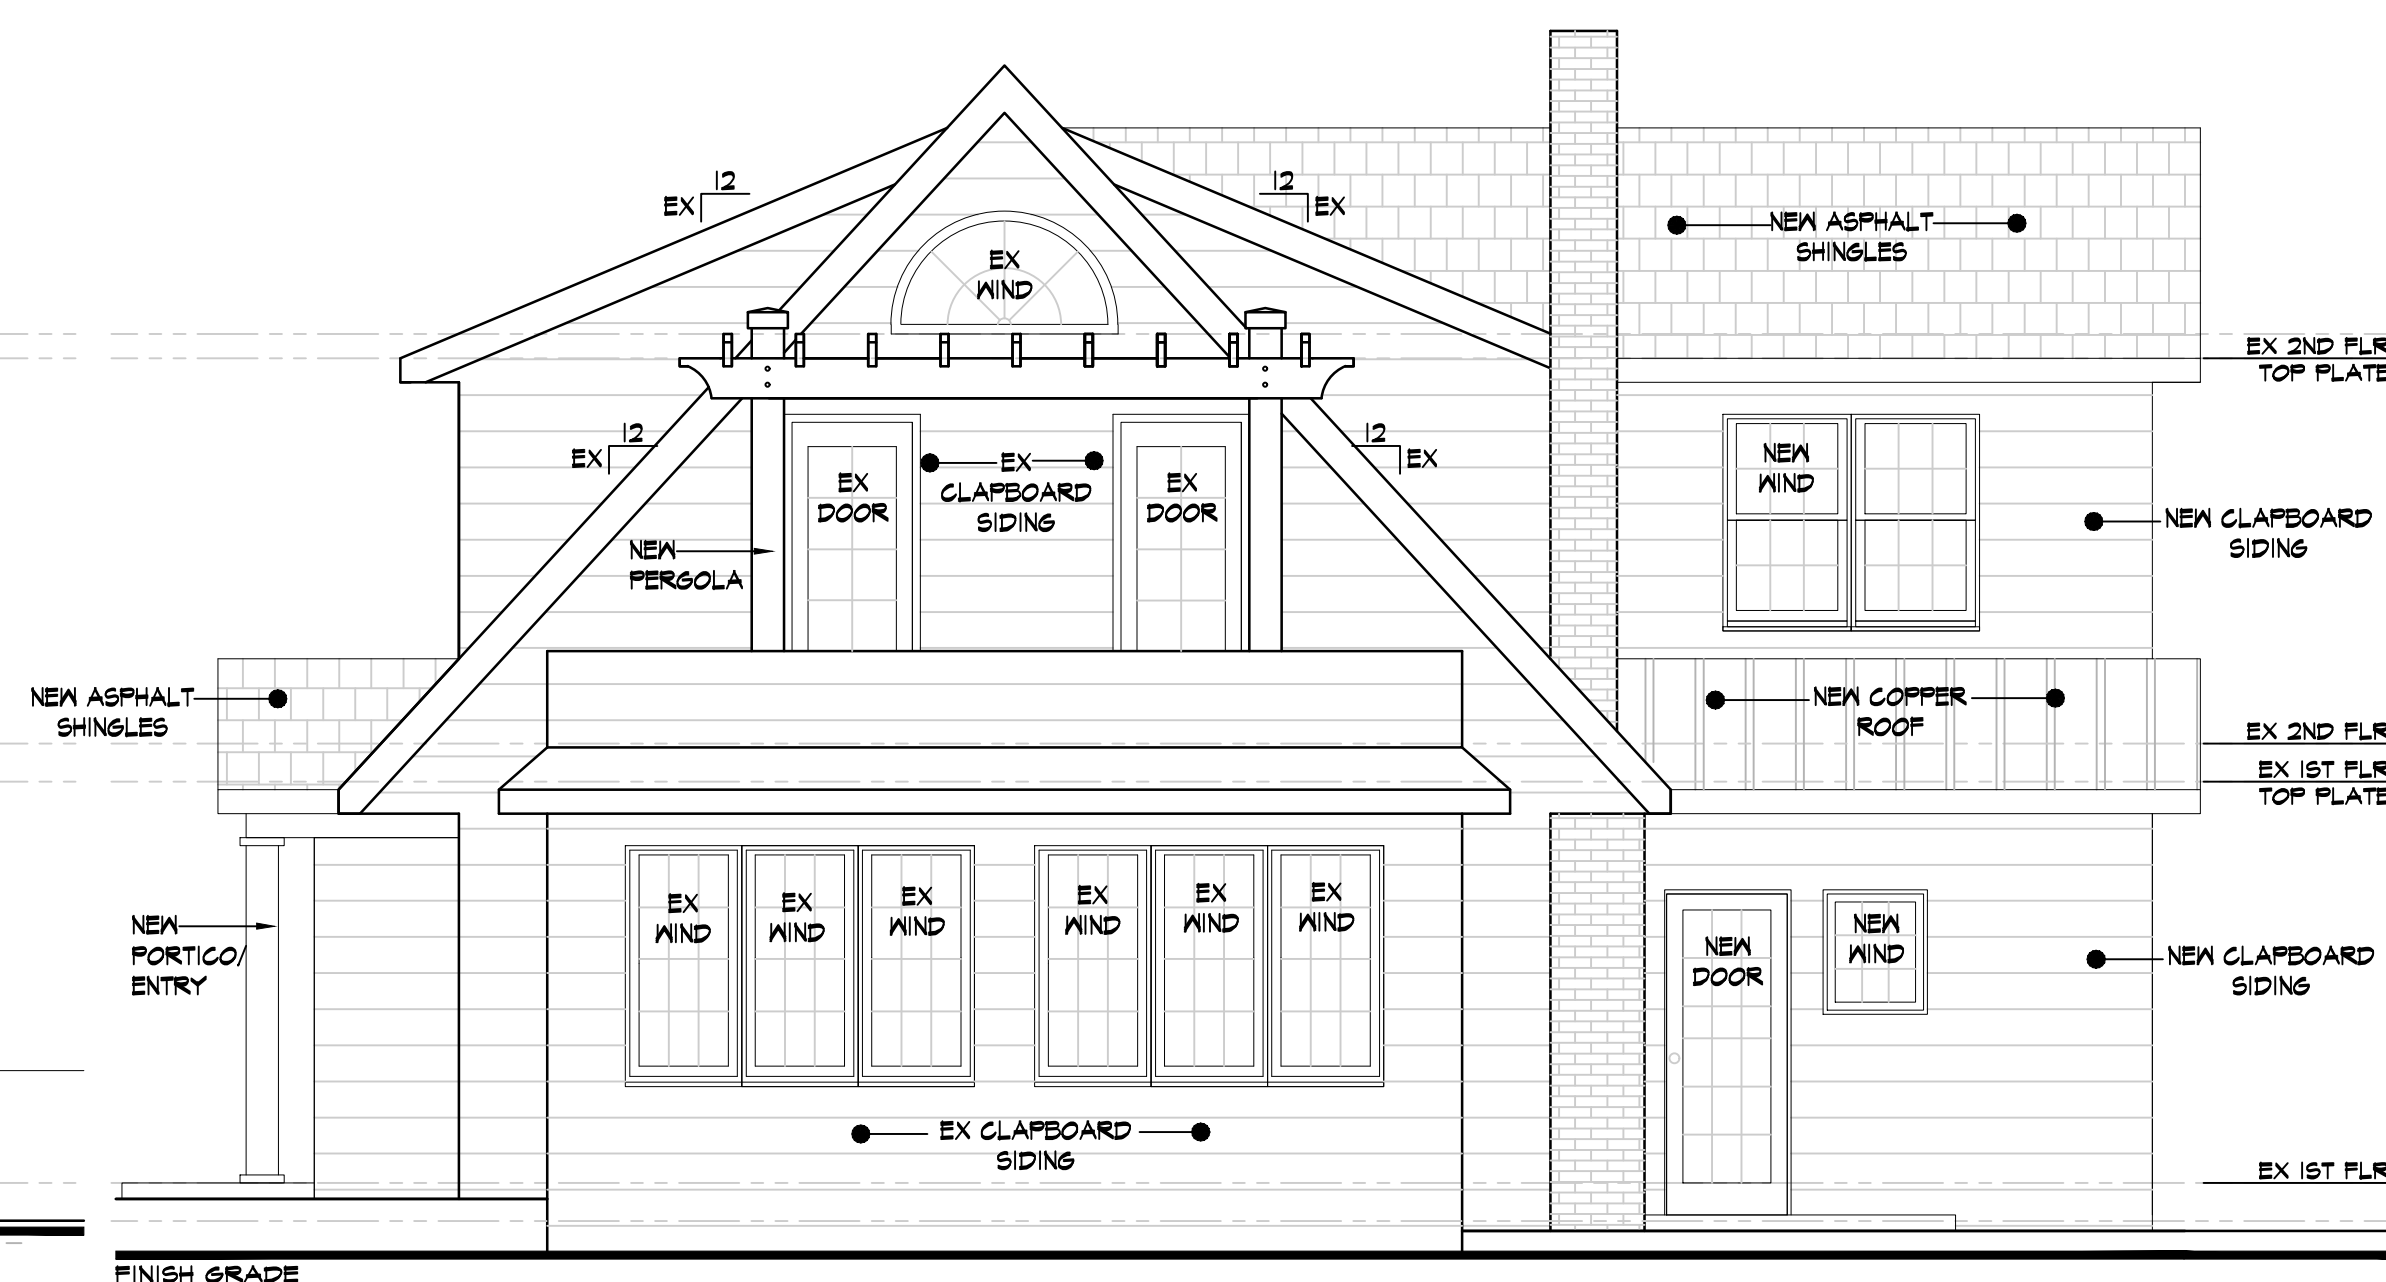 12
EX
12
EX
NEW ASPHALT
SHINGLES
EX
WIND
EX 2ND FLR
TOP PLATE
12
EX
12
EX
EX
DOOR
EX
CLAPBOARD
SIDING
EX
DOOR
NEW
WIND
NEW CLAPBOARD
SIDING
NEW
PERGOLA
NEW ASPHALT
SHINGLES
NEW COPPER
ROOF
EX 2ND FLR
EX 1ST FLR
TOP PLATE
EX
WIND
EX
WIND
EX
WIND
EX
WIND
EX
WIND
EX
WIND
NEW
PORTICO/
ENTRY
NEW
DOOR
NEW
WIND
NEW CLAPBOARD
SIDING
EX CLAPBOARD
SIDING
EX 1ST FLR
FINISH GRADE